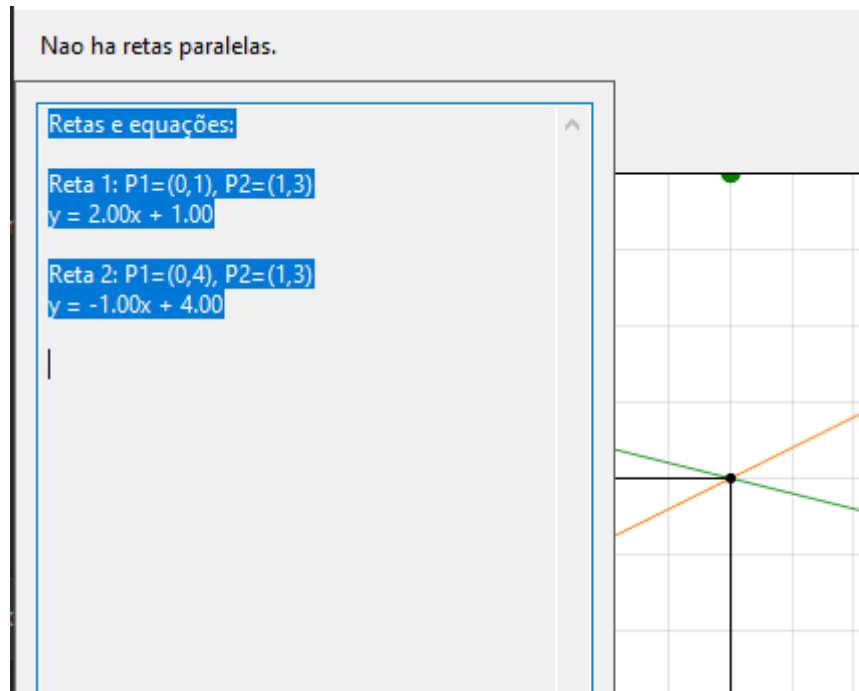 Nao ha retas paralelas.
Retas e equações:
Reta 1: P1=(0,1), P2=(1,3)
y = 2.00x + 1.00
Reta 2: P1=(0,4), P2=(1,3)
y = -1.00x + 4.00